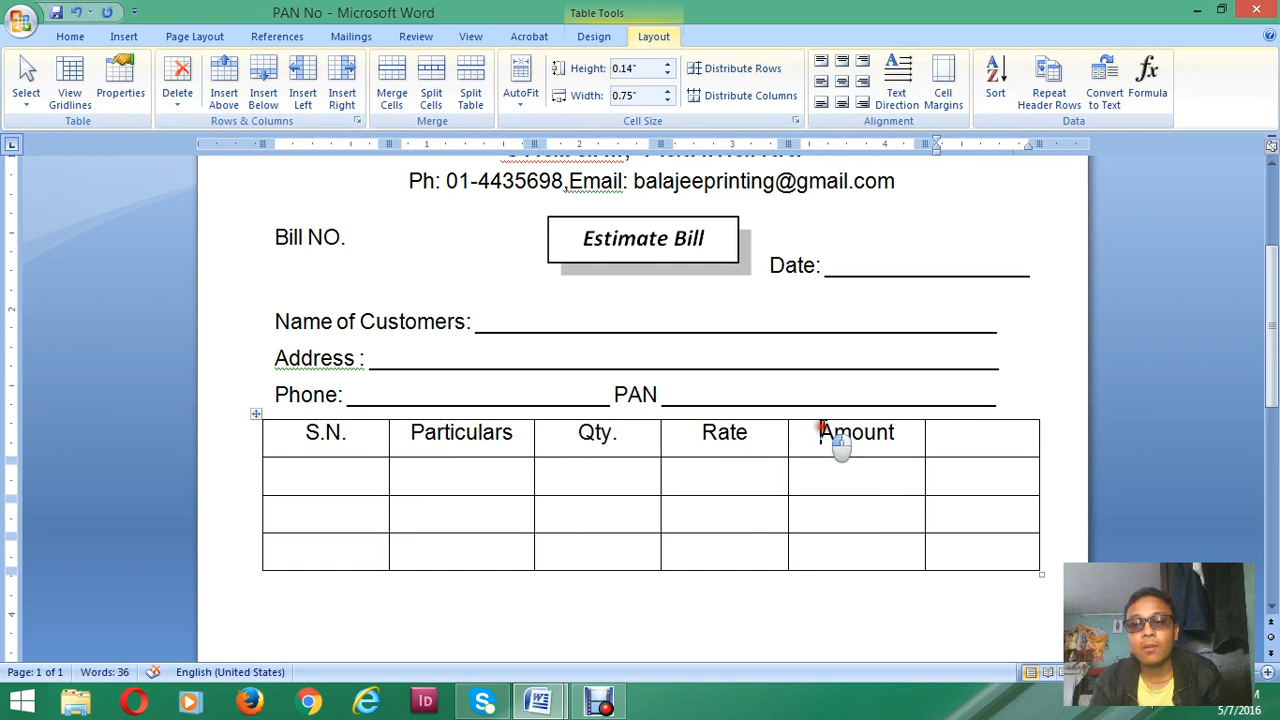 PAN No - Microsoft Word
Table Tools
Home Insert Page Layout References Mailings Review View Acrobat Design Layout
Select
View Gridlines
Properties
Delete
Insert Above
Insert Below
Insert Left
Insert Right
Merge Cells
Split Cells
Split Table
AutoFit
Height: 0.14"
Width: 0.75"
Distribute Rows
Distribute Columns
Text Direction
Cell Margins
Sort
Repeat Header Rows
Convert to Text
Formula
Table Rows & Columns Merge Cell Size Alignment Data
1 2 3 4
Ph: 01-4435698,Email: balajeeprinting@gmail.com
Bill NO.
Estimate Bill
Date:
Name of Customers:
Address :
Phone: PAN
S.N. Particulars Qty. Rate Amount
Page: 1 of 1 Words: 36 English (United States)
5/7/2016